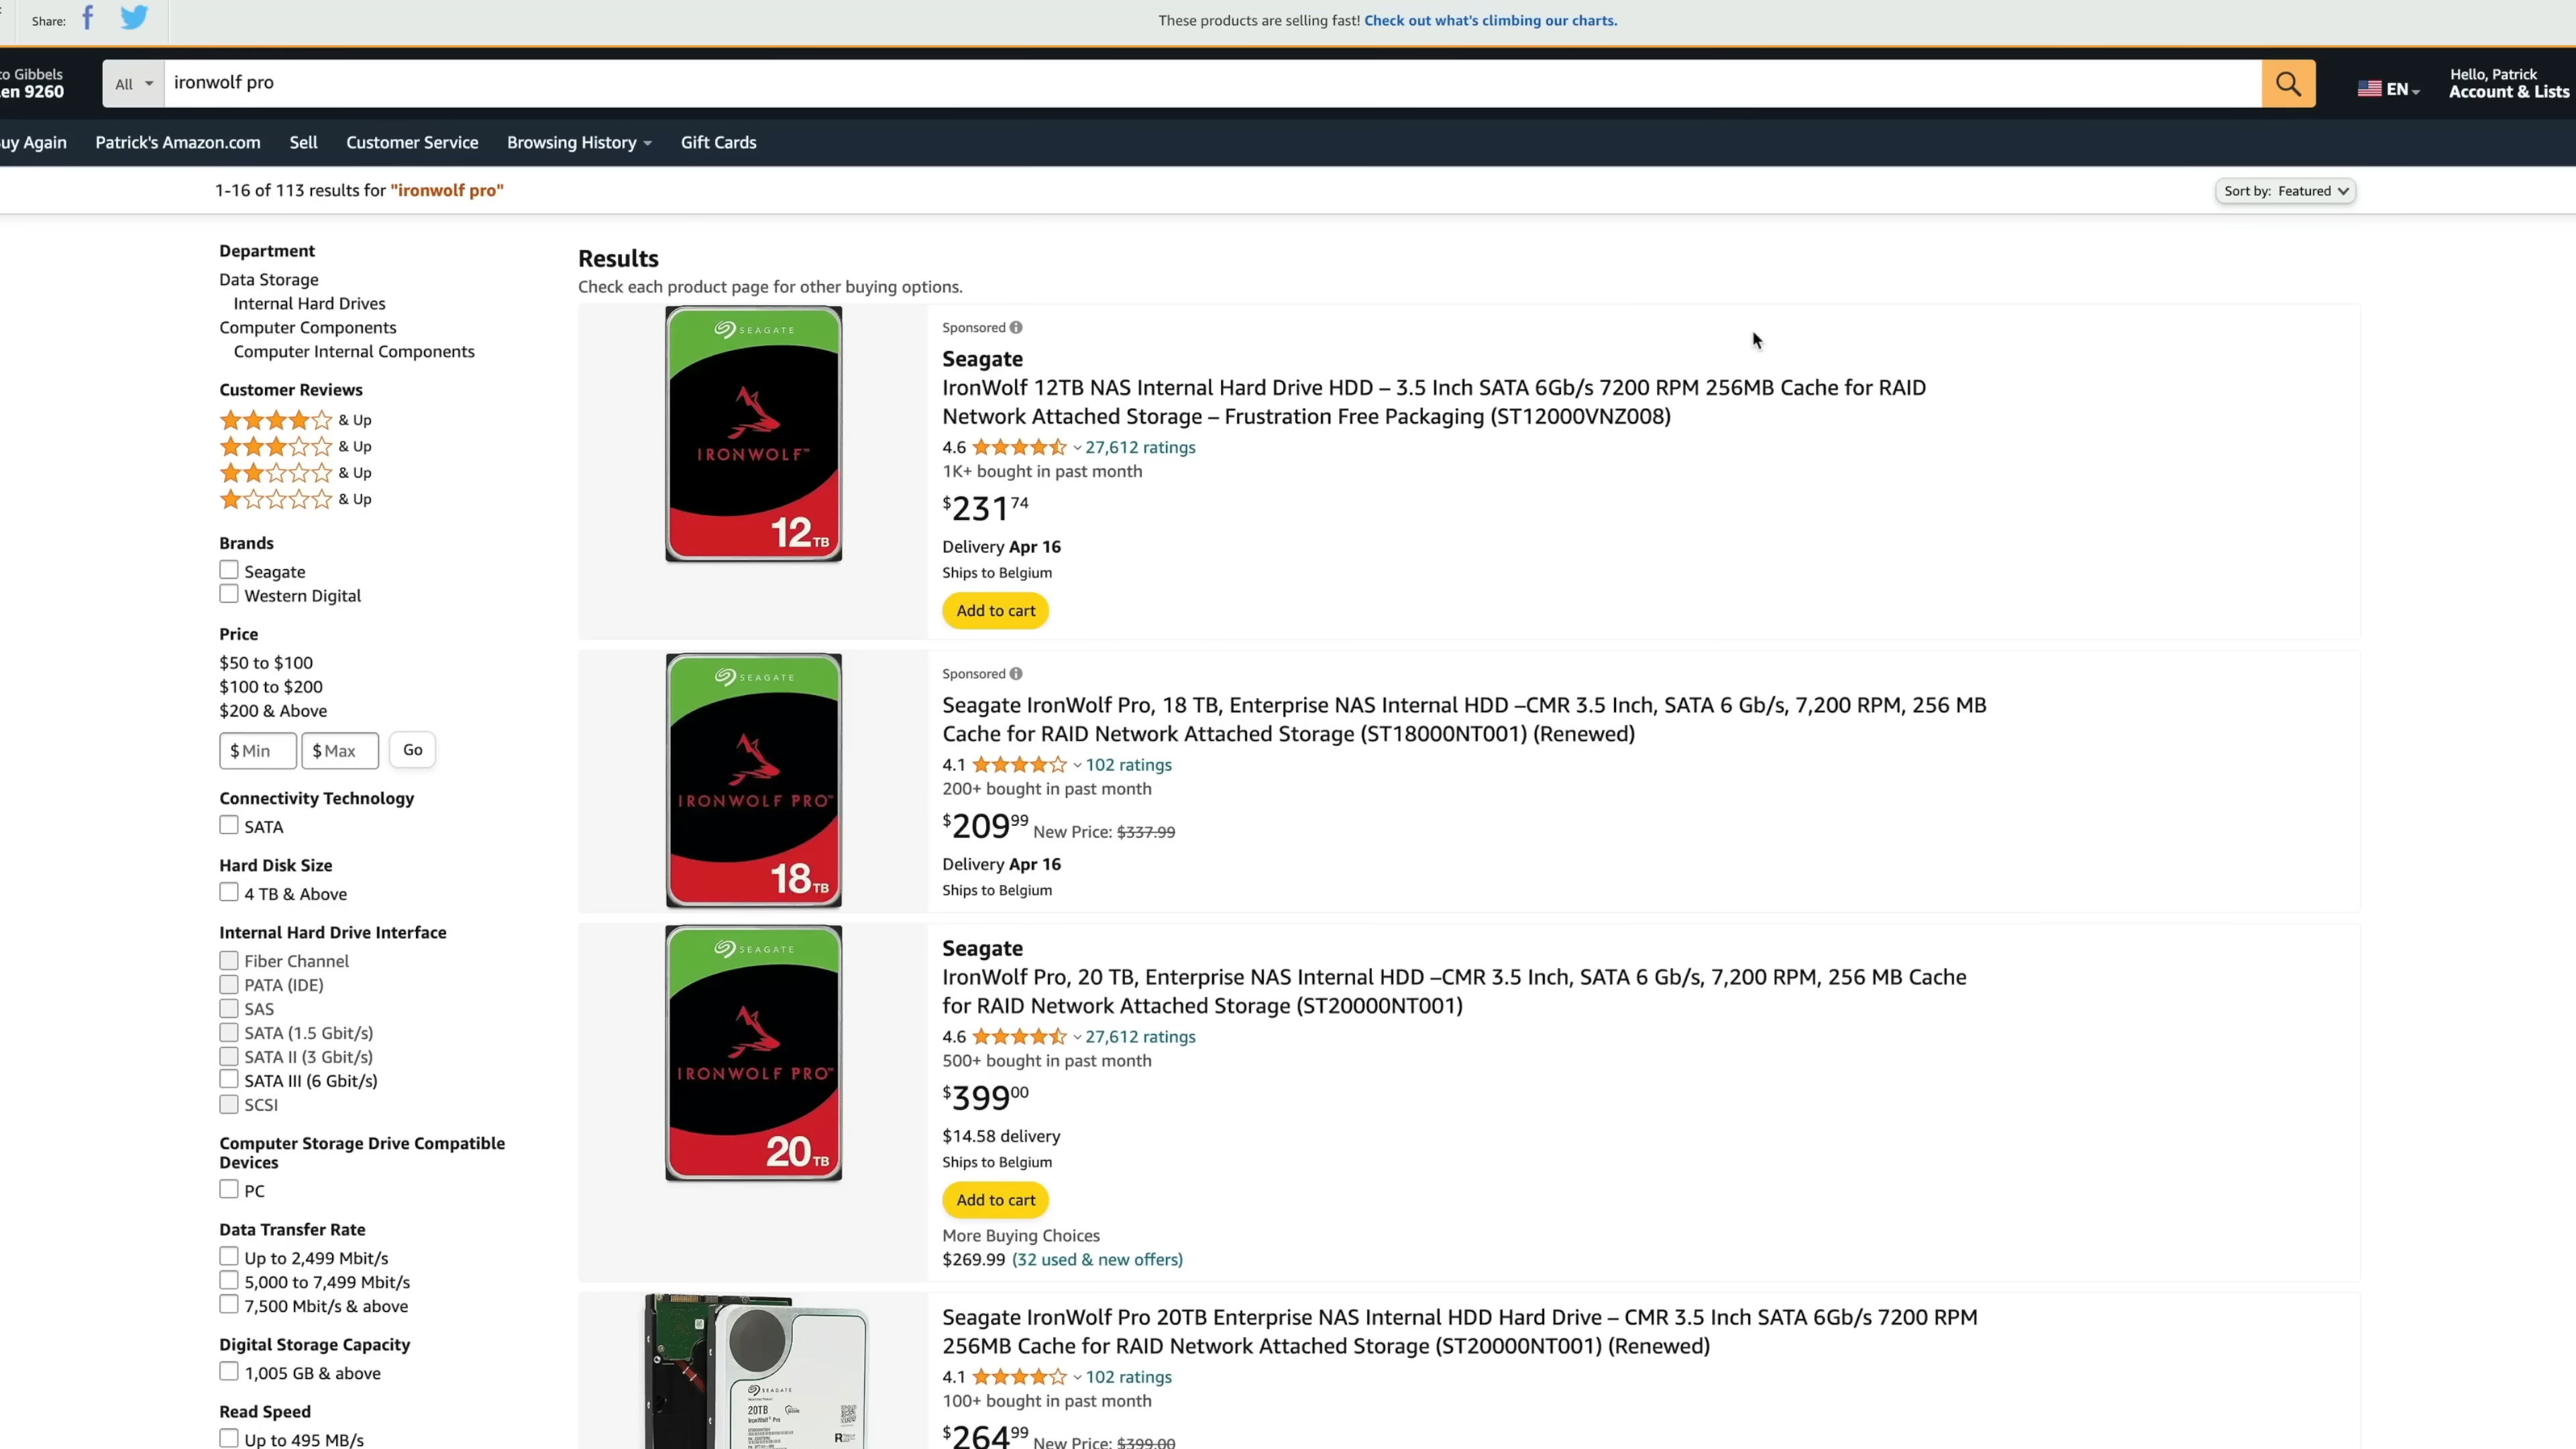 Share:
These products are selling fast! Check out what's climbing our charts.
to Gibbels
en 9260
All
ironwolf pro
EN
Hello, Patrick
Account & Lists
uy Again
Patrick's Amazon.com
Sell
Customer Service
Browsing History
Gift Cards
1-16 of 113 results for "ironwolf pro"
Sort by: Featured
Department
Data Storage
Internal Hard Drives
Computer Components
Computer Internal Components
Customer Reviews
& Up
& Up
& Up
& Up
Brands
Seagate
Western Digital
Price
$50 to $100
$100 to $200
$200 & Above
$ Min
$ Max
Go
Connectivity Technology
SATA
Hard Disk Size
4 TB & Above
Internal Hard Drive Interface
Fiber Channel
PATA (IDE)
SAS
SATA (1.5 Gbit/s)
SATA II (3 Gbit/s)
SATA III (6 Gbit/s)
SCSI
Computer Storage Drive Compatible
Devices
PC
Data Transfer Rate
Up to 2,499 Mbit/s
5,000 to 7,499 Mbit/s
7,500 Mbit/s & above
Digital Storage Capacity
1,005 GB & above
Read Speed
Up to 495 MB/s
Results
Check each product page for other buying options.
SEAGATE
IRONWOLF™
12TB
Sponsored
Seagate
IronWolf 12TB NAS Internal Hard Drive HDD – 3.5 Inch SATA 6Gb/s 7200 RPM 256MB Cache for RAID
Network Attached Storage – Frustration Free Packaging (ST12000VNZ008)
4.6 27,612 ratings
1K+ bought in past month
$231 74
Delivery Apr 16
Ships to Belgium
Add to cart
SEAGATE
IRONWOLF PRO™
18TB
Sponsored
Seagate IronWolf Pro, 18 TB, Enterprise NAS Internal HDD –CMR 3.5 Inch, SATA 6 Gb/s, 7,200 RPM, 256 MB
Cache for RAID Network Attached Storage (ST18000NT001) (Renewed)
4.1 102 ratings
200+ bought in past month
$209 99 New Price: $337.99
Delivery Apr 16
Ships to Belgium
SEAGATE
IRONWOLF PRO™
20TB
Seagate
IronWolf Pro, 20 TB, Enterprise NAS Internal HDD –CMR 3.5 Inch, SATA 6 Gb/s, 7,200 RPM, 256 MB Cache
for RAID Network Attached Storage (ST20000NT001)
4.6 27,612 ratings
500+ bought in past month
$399 00
$14.58 delivery
Ships to Belgium
Add to cart
More Buying Choices
$269.99 (32 used & new offers)
SEAGATE
20TB
IronWolf Pro
Seagate IronWolf Pro 20TB Enterprise NAS Internal HDD Hard Drive – CMR 3.5 Inch SATA 6Gb/s 7200 RPM
256MB Cache for RAID Network Attached Storage (ST20000NT001) (Renewed)
4.1 102 ratings
100+ bought in past month
$264 99 New Price: $399.00